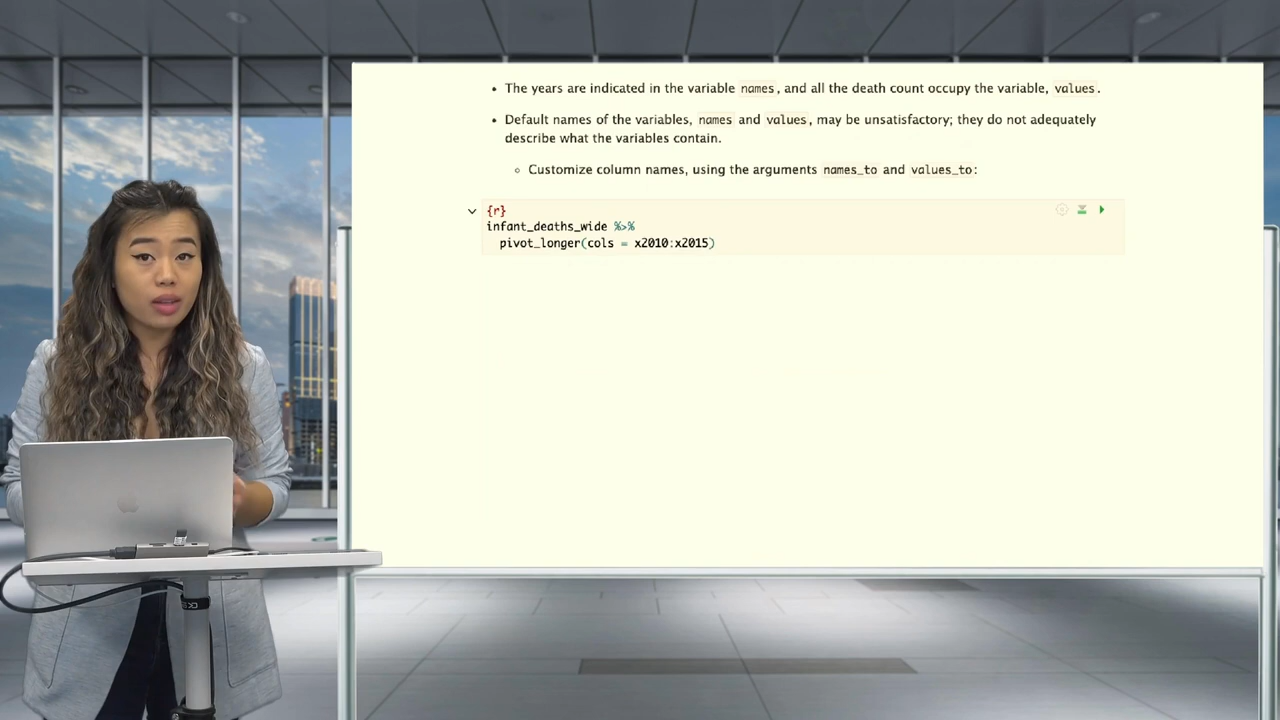 • The years are indicated in the variable names, and all the death count occupy the variable, values.
• Default names of the variables, names and values, may be unsatisfactory; they do not adequately
describe what the variables contain.
◦ Customize column names, using the arguments names_to and values_to:
{r}
infant_deaths_wide %>%
pivot_longer(cols = x2010:x2015)